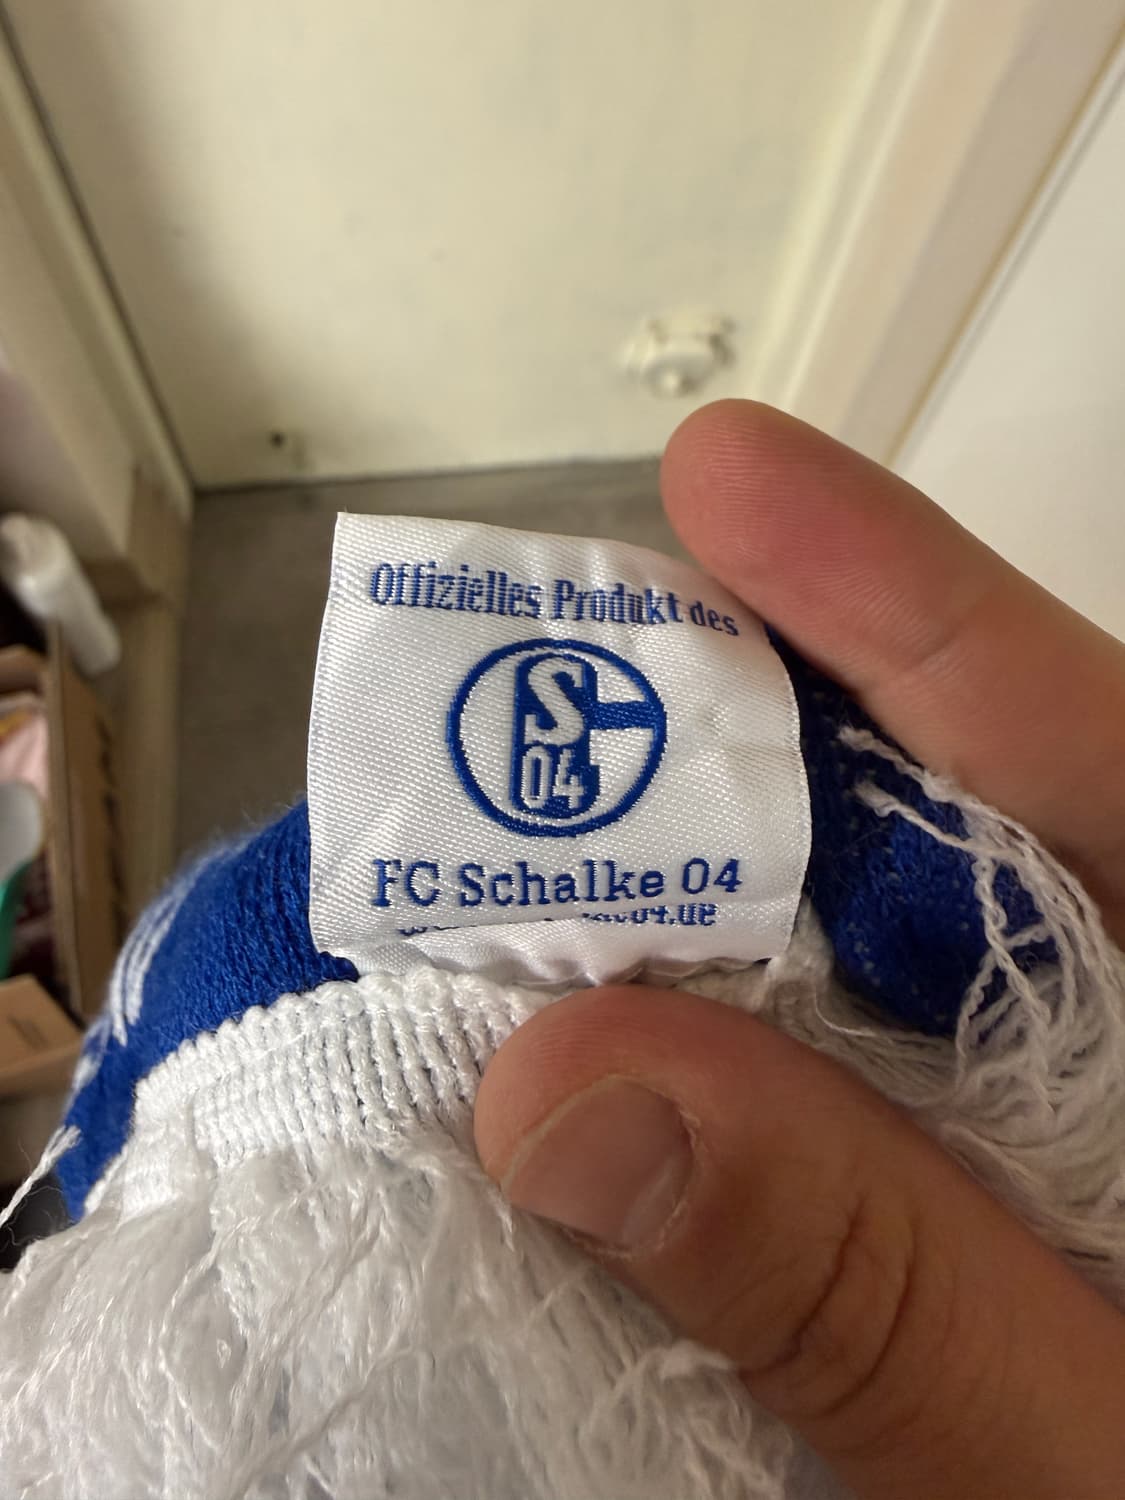 Offizielles Produkt des
S
04
FC Schalke 04